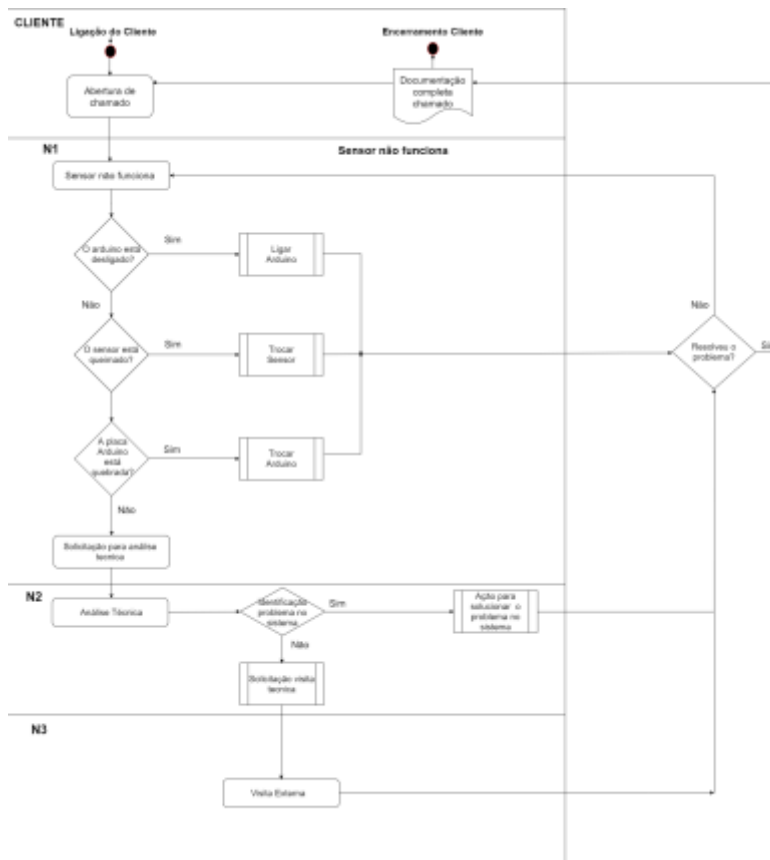 CLIENTE
Ligação do Cliente
Encerramento Cliente
Abertura de
chamado
Documentação
completa
chamado
N1
Sensor não funciona
Sensor não funciona
O arduino está
desligado?
Sim
Ligar
Arduino
Não
Não
O sensor está
queimado?
Sim
Trocar
Sensor
Resolveu o
problema?
Si
A placa
Arduino
está
quebrada?
Sim
Trocar
Arduino
Não
Solicitação para análise
tecnica
N2
Análise Técnica
Identificação
problema no
sistema
Sim
Ação para
solucionar o
problema no
sistema
Não
Solicitação visita
tecnica
N3
Visita Externa